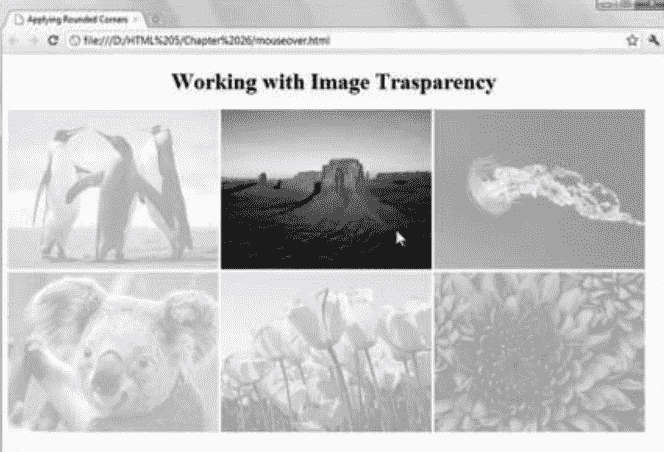 Applying Rounded Corners
file:///D:/HTML%205/Chapter%2026/mouseover.html
Working with Image Trasparency